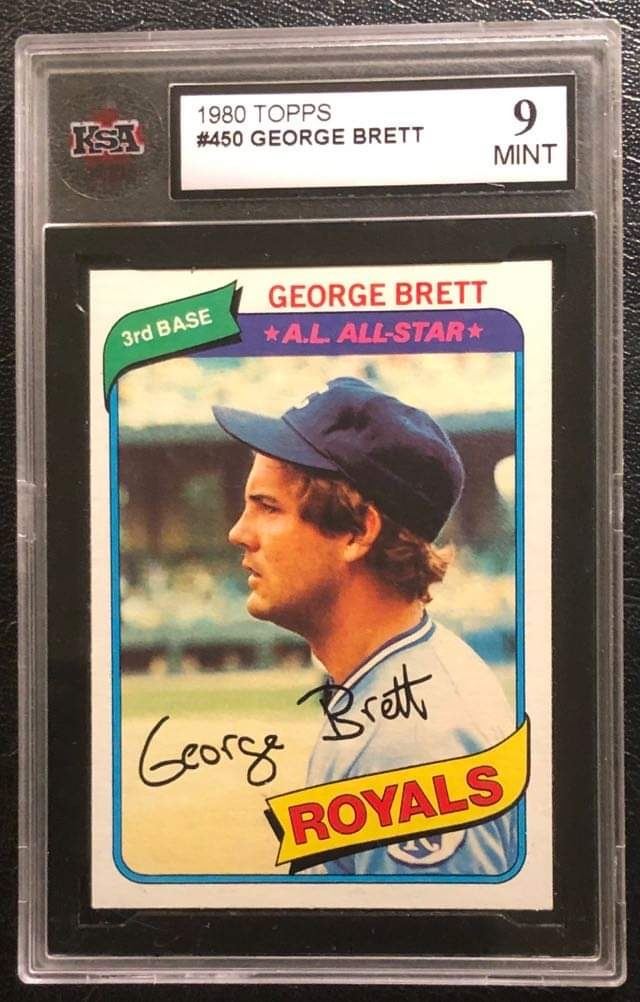 KSA
1980 TOPPS
#450 GEORGE BRETT
9
MINT
3rd BASE
GEORGE BRETT
★A.L. ALL-STAR★
George Brett
ROYALS